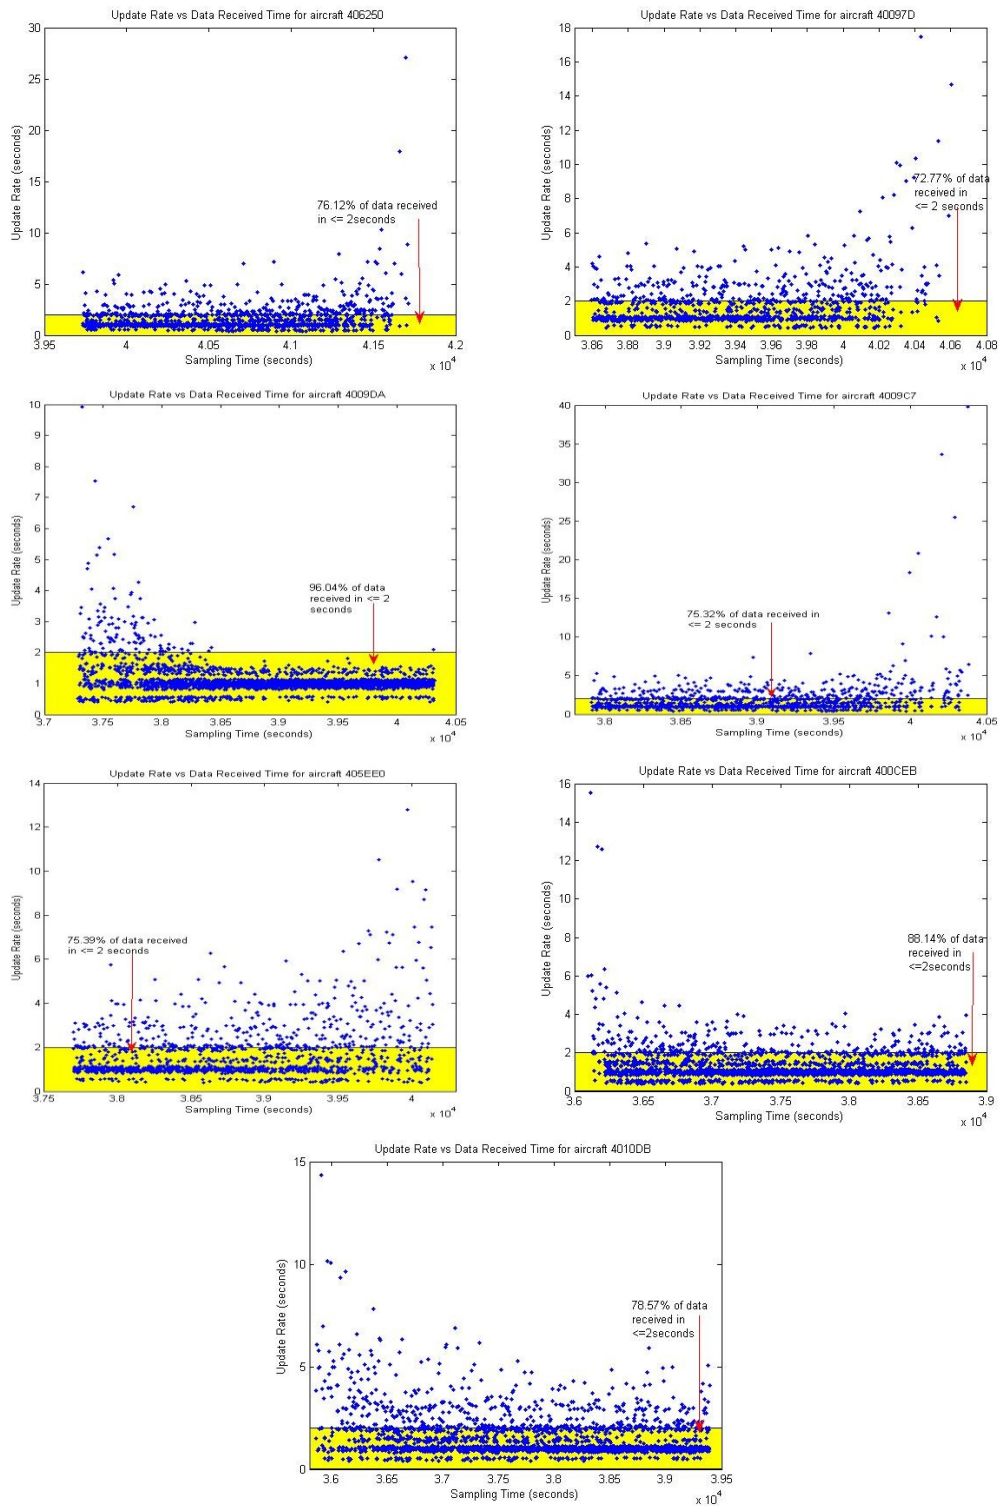 Update Rate vs Data Received Time for aircraft 406250
30
25
20
15
10
5
0
Update Rate (seconds)
76.12% of data received
in <= 2seconds
3.95 4 4.05 4.1 4.15 4.2
Sampling Time (seconds)
x 10⁴
Update Rate vs Data Received Time for aircraft 40097D
18
16
14
12
10
8
6
4
2
0
Update Rate (seconds)
72.77% of data
received in
<= 2 seconds
3.86 3.88 3.9 3.92 3.94 3.96 3.98 4 4.02 4.04 4.06 4.08
Sampling Time (seconds)
x 10⁴
Update Rate vs Data Received Time for aircraft 4009DA
10
9
8
7
6
5
4
3
2
1
0
Update Rate (seconds)
96.04% of data
received in <= 2
seconds
3.7 3.75 3.8 3.85 3.9 3.95 4 4.05
Sampling Time (seconds)
x 10⁴
Update Rate vs Data Received Time for aircraft 4009C7
40
35
30
25
20
15
10
5
0
Update Rate (seconds)
75.32% of data received in
<= 2 seconds
3.8 3.85 3.9 3.95 4 4.05
Sampling Time (seconds)
x 10⁴
Update Rate vs Data Received Time for aircraft 405EE0
14
12
10
8
6
4
2
0
Update Rate (seconds)
75.39% of data received
in <= 2 seconds
3.75 3.8 3.85 3.9 3.95 4 4.05
Sampling Time (seconds)
x 10⁴
Update Rate vs Data Received Time for aircraft 400CEB
16
14
12
10
8
6
4
2
0
Update Rate (seconds)
88.14% of data
received in
<=2seconds
3.6 3.65 3.7 3.75 3.8 3.85 3.9
Sampling Time (seconds)
x 10⁴
Update Rate vs Data Received Time for aircraft 4010DB
15
10
5
0
Update Rate (seconds)
78.57% of data
received in
<=2seconds
3.6 3.65 3.7 3.75 3.8 3.85 3.9 3.95
Sampling Time (seconds)
x 10⁴